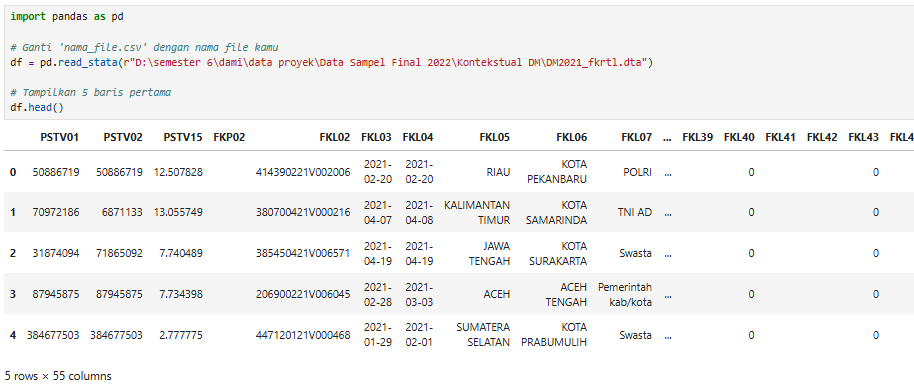 import pandas as pd
# Ganti 'nama_file.csv' dengan nama file kamu
df = pd.read_stata(r"D:\semester 6\dami\data proyek\Data Sampel Final 2022\Kontekstual DM\DM2021_fkrtl.dta")
# Tampilkan 5 baris pertama
df.head()
PSTV01 PSTV02 PSTV15 FKP02 FKL02 FKL03 FKL04 FKL05 FKL06 FKL07 ... FKL39 FKL40 FKL41 FKL42 FKL43 FKL4
0 50886719 50886719 12.507828 414390221V002006 2021-02-20 2021-02-20 RIAU KOTA PEKANBARU POLRI ... 0 0
1 70972186 6871133 13.055749 380700421V000216 2021-04-07 2021-04-08 KALIMANTAN TIMUR KOTA SAMARINDA TNI AD ... 0 0
2 31874094 71865092 7.740489 385450421V006571 2021-04-19 2021-04-19 JAWA TENGAH KOTA SURAKARTA Swasta ... 0 0
3 87945875 87945875 7.734398 206900221V006045 2021-02-28 2021-03-03 ACEH ACEH TENGAH Pemerintah kab/kota ... 0 0
4 384677503 384677503 2.777775 447120121V000468 2021-01-29 2021-02-01 SUMATERA SELATAN KOTA PRABUMULIH Swasta ... 0 0
5 rows × 55 columns